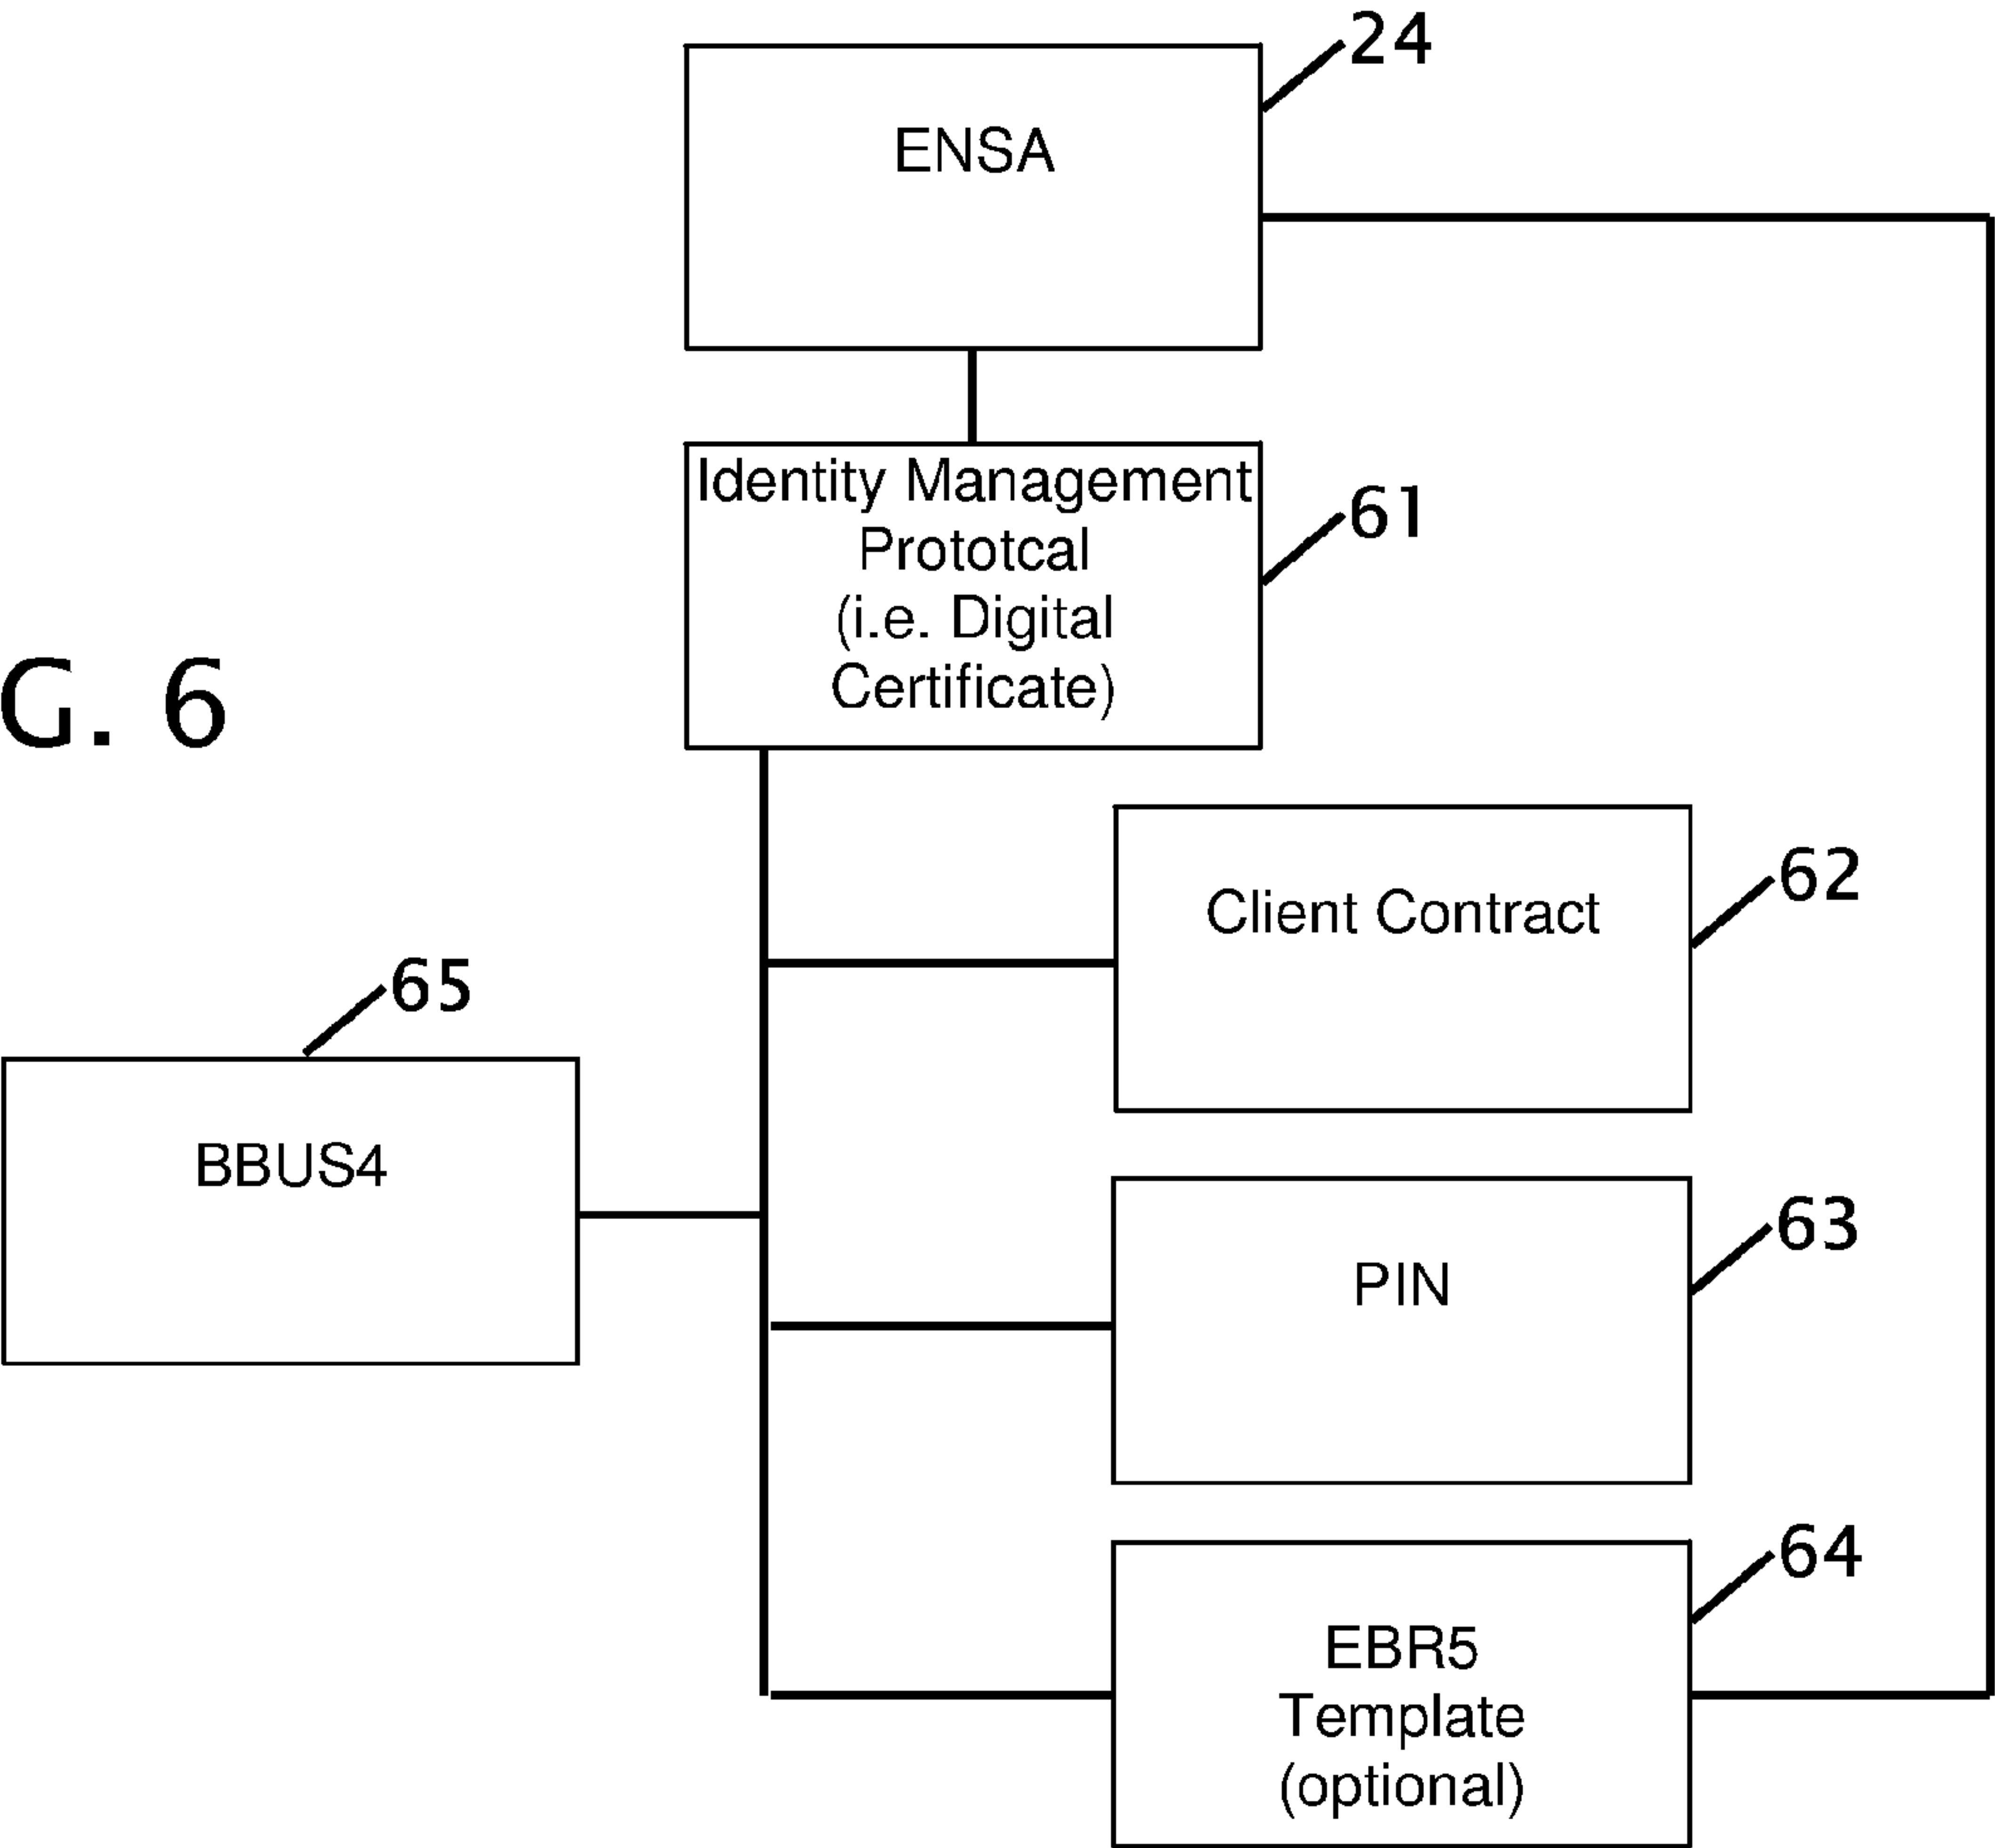 24
ENSA
Identity Management
Prototcal
(i.e. Digital
Certificate)
61
G. 6
Client Contract
62
65
BBUS4
PIN
63
EBR5
Template
(optional)
64